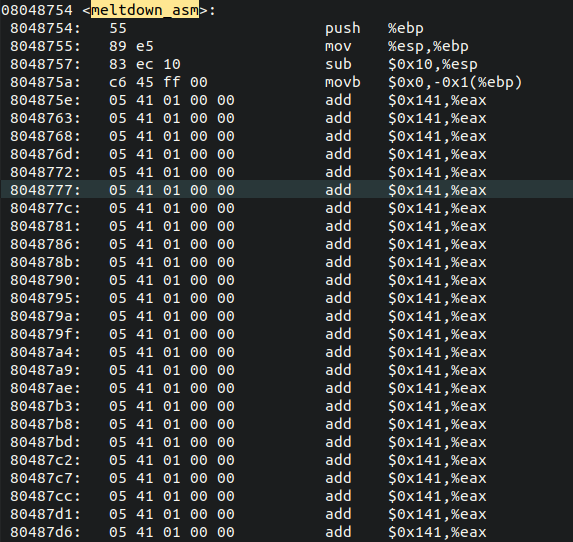 08048754 <meltdown_asm>:
8048754: 55 push %ebp
8048755: 89 e5 mov %esp,%ebp
8048757: 83 ec 10 sub $0x10,%esp
804875a: c6 45 ff 00 movb $0x0,-0x1(%ebp)
804875e: 05 41 01 00 00 add $0x141,%eax
8048763: 05 41 01 00 00 add $0x141,%eax
8048768: 05 41 01 00 00 add $0x141,%eax
804876d: 05 41 01 00 00 add $0x141,%eax
8048772: 05 41 01 00 00 add $0x141,%eax
8048777: 05 41 01 00 00 add $0x141,%eax
804877c: 05 41 01 00 00 add $0x141,%eax
8048781: 05 41 01 00 00 add $0x141,%eax
8048786: 05 41 01 00 00 add $0x141,%eax
804878b: 05 41 01 00 00 add $0x141,%eax
8048790: 05 41 01 00 00 add $0x141,%eax
8048795: 05 41 01 00 00 add $0x141,%eax
804879a: 05 41 01 00 00 add $0x141,%eax
804879f: 05 41 01 00 00 add $0x141,%eax
80487a4: 05 41 01 00 00 add $0x141,%eax
80487a9: 05 41 01 00 00 add $0x141,%eax
80487ae: 05 41 01 00 00 add $0x141,%eax
80487b3: 05 41 01 00 00 add $0x141,%eax
80487b8: 05 41 01 00 00 add $0x141,%eax
80487bd: 05 41 01 00 00 add $0x141,%eax
80487c2: 05 41 01 00 00 add $0x141,%eax
80487c7: 05 41 01 00 00 add $0x141,%eax
80487cc: 05 41 01 00 00 add $0x141,%eax
80487d1: 05 41 01 00 00 add $0x141,%eax
80487d6: 05 41 01 00 00 add $0x141,%eax